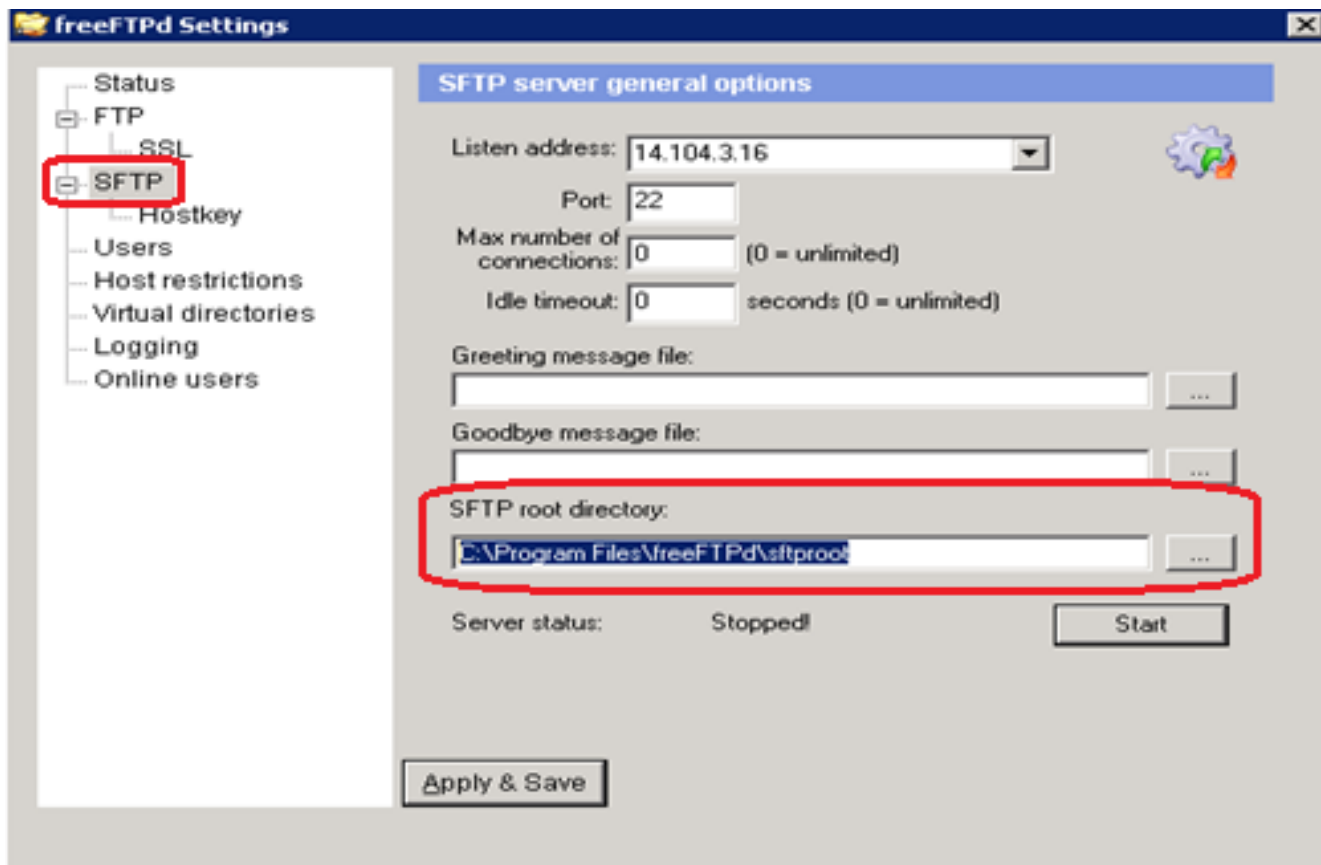 freeFTPd Settings
Status
FTP
SSL
SFTP
Hostkey
Users
Host restrictions
Virtual directories
Logging
Online users
SFTP server general options
Listen address: 14.104.3.16
Port: 22
Max number of
connections: 0 (0 = unlimited)
Idle timeout: 0 seconds (0 = unlimited)
Greeting message file:
...
Goodbye message file:
...
SFTP root directory:
C:\Program Files\freeFTPd\sftproot ...
Server status: Stopped! Start
Apply & Save